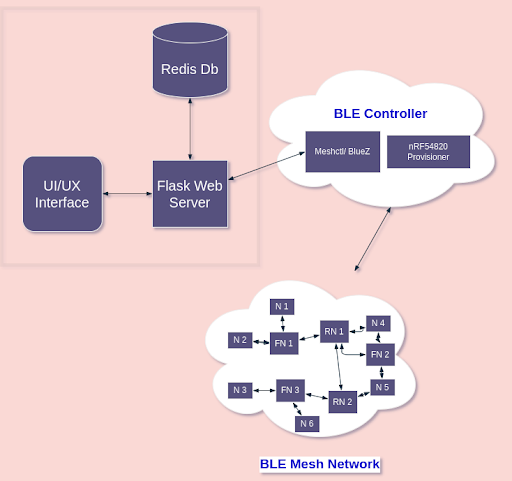 Redis Db
UI/UX
Interface
Flask Web
Server
BLE Controller
Meshctl/ BlueZ
nRF54820
Provisioner
N 1
N 2
FN 1
RN 1
N 4
FN 2
N 3
FN 3
RN 2
N 5
N 6
BLE Mesh Network